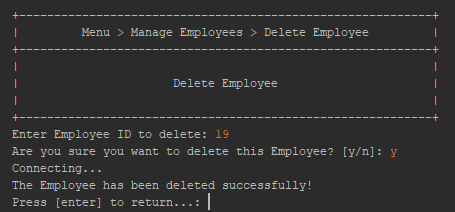 Menu > Manage Employees > Delete Employee
Delete Employee
Enter Employee ID to delete: 19
Are you sure you want to delete this Employee? [y/n]: y
Connecting...
The Employee has been deleted successfully!
Press [enter] to return...: